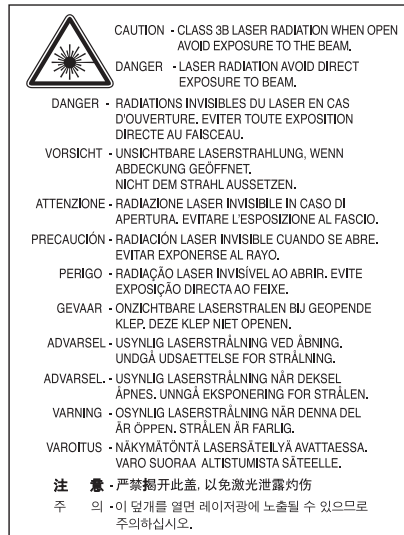 CAUTION - CLASS 3B LASER RADIATION WHEN OPEN
AVOID EXPOSURE TO THE BEAM.
DANGER - LASER RADIATION AVOID DIRECT
EXPOSURE TO BEAM.
DANGER - RADIATIONS INVISIBLES DU LASER EN CAS
D'OUVERTURE. EVITER TOUTE EXPOSITION
DIRECTE AU FAISCEAU.
VORSICHT - UNSICHTBARE LASERSTRAHLUNG, WENN
ABDECKUNG GEÖFFNET.
NICHT DEM STRAHL AUSSETZEN.
ATTENZIONE - RADIAZIONE LASER INVISIBILE IN CASO DI
APERTURA. EVITARE L'ESPOSIZIONE AL FASCIO.
PRECAUCIÓN - RADIACIÓN LASER INVISIBLE CUANDO SE ABRE.
EVITAR EXPONERSE AL RAYO.
PERIGO - RADIAÇÃO LASER INVISÍVEL AO ABRIR. EVITE
EXPOSIÇÃO DIRECTA AO FEIXE.
GEVAAR - ONZICHTBARE LASERSTRALEN BIJ GEOPENDE
KLEP. DEZE KLEP NIET OPENEN.
ADVARSEL - USYNLIG LASERSTRÅLNING VED ÅBNING.
UNDGÅ UDSAETTELSE FOR STRÅLNING.
ADVARSEL. - USYNLIG LASERSTRÅLNING NÅR DEKSEL
ÅPNES. UNNGÅ EKSPONERING FOR STRÅLEN.
VARNING - OSYNLIG LASERSTRÅLNING NÄR DENNA DEL
ÄR ÖPPEN. STRÅLEN ÄR FARLIG.
VAROITUS - NÄKYMÄTÖNTÄ LASERSÄTEILYÄ AVATTAESSA.
VARO SUORAA ALTISTUMISTA SÄTEELLE.
注 意 - 严禁揭开此盖, 以免激光泄露灼伤
주 의 - 이 덮개를 열면 레이저광에 노출될 수 있으므로
주의하십시오.